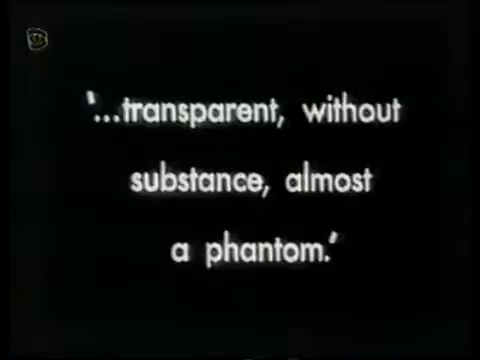 '...transparent, without
substance, almost
a phantom.'